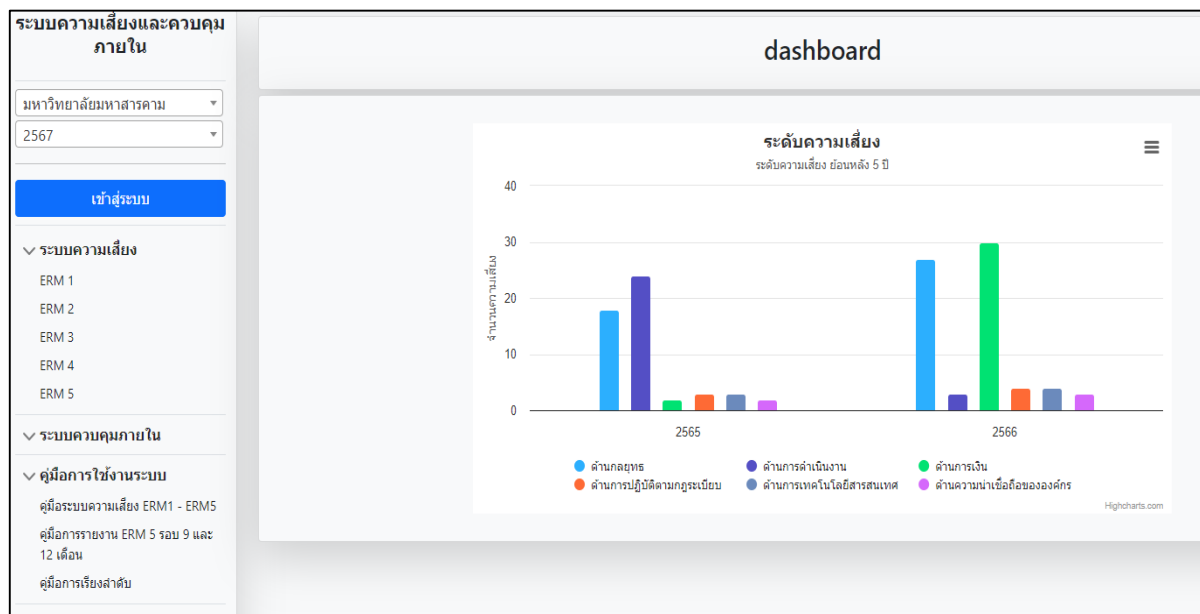 ระบบความเสี่ยงและควบคุม
ภายใน
มหาวิทยาลัยมหาสารคาม
2567
เข้าสู่ระบบ
ระบบความเสี่ยง
ERM 1
ERM 2
ERM 3
ERM 4
ERM 5
ระบบควบคุมภายใน
คู่มือการใช้งานระบบ
คู่มือระบบความเสี่ยง ERM1 - ERM5
คู่มือการรายงาน ERM 5 รอบ 9 และ
12 เดือน
คู่มือการเรียงลำดับ
dashboard
ระดับความเสี่ยง
ระดับความเสี่ยง ย้อนหลัง 5 ปี
จำนวนความเสี่ยง
40
30
20
10
0
2565 2566
ด้านกลยุทธ ด้านการดำเนินงาน ด้านการเงิน
ด้านการปฏิบัติตามกฎระเบียบ ด้านการเทคโนโลยีสารสนเทศ ด้านความน่าเชื่อถือขององค์กร
Highcharts.com